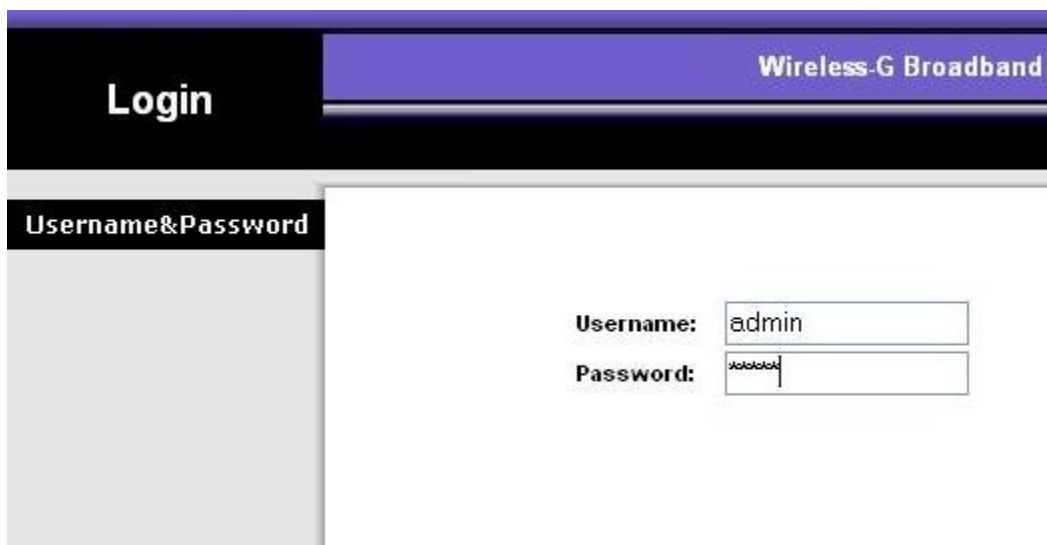 Wireless-G Broadband
Login
Username&Password
Username: admin
Password: *****